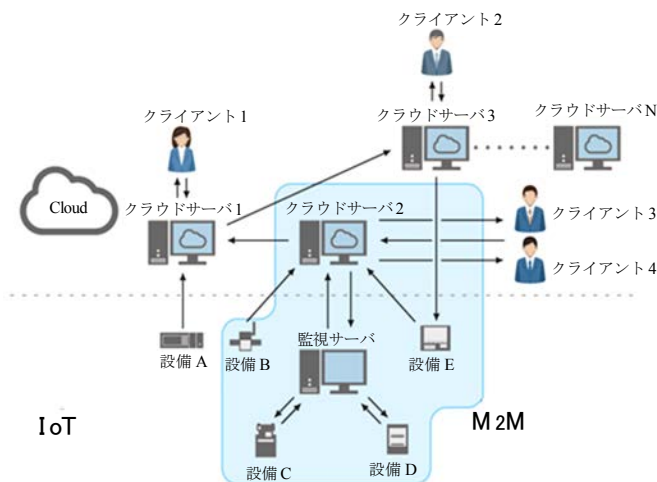 クライアント2
クライアント1
クラウドサーバ3
クラウドサーバN
Cloud
クラウドサーバ1
クラウドサーバ2
クライアント3
クライアント4
設備A
設備B
監視サーバ
設備E
IoT
M2M
設備C
設備D